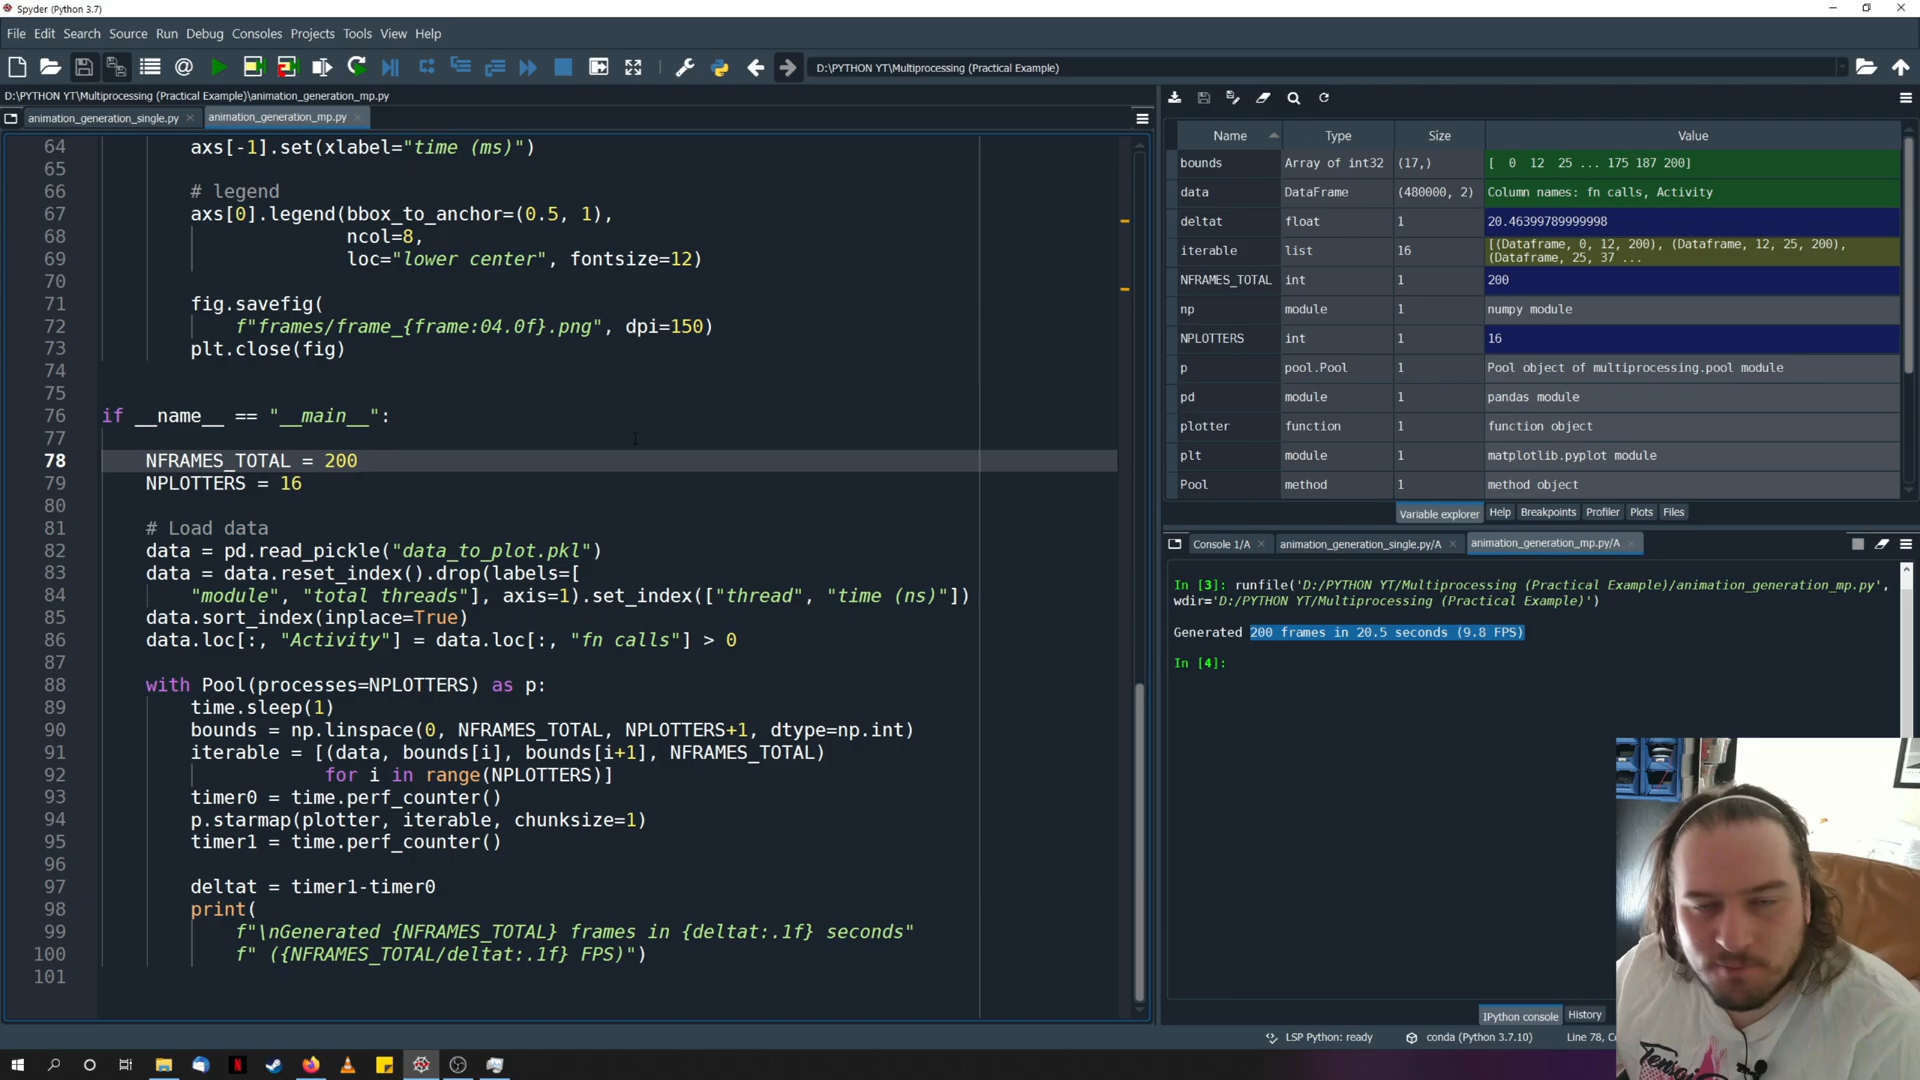 Spyder (Python 3.7)
File Edit Search Source Run Debug Consoles Projects Tools View Help
D:\PYTHON YT\Multiprocessing (Practical Example)
D:\PYTHON YT\Multiprocessing (Practical Example)\animation_generation_mp.py
animation_generation_single.py animation_generation_mp.py
64 axs[-1].set(xlabel="time (ms)")
65
66 # legend
67 axs[0].legend(bbox_to_anchor=(0.5, 1),
68 ncol=8,
69 loc="lower center", fontsize=12)
70
71 fig.savefig(
72 f"frames/frame_{frame:04.0f}.png", dpi=150)
73 plt.close(fig)
74
75
76 if __name__ == "__main__":
77
78 NFRAMES_TOTAL = 200
79 NPLOTTERS = 16
80
81 # Load data
82 data = pd.read_pickle("data_to_plot.pkl")
83 data = data.reset_index().drop(labels=[
84 "module", "total threads"], axis=1).set_index(["thread", "time (ns)"])
85 data.sort_index(inplace=True)
86 data.loc[:, "Activity"] = data.loc[:, "fn calls"] > 0
87
88 with Pool(processes=NPLOTTERS) as p:
89 time.sleep(1)
90 bounds = np.linspace(0, NFRAMES_TOTAL, NPLOTTERS+1, dtype=np.int)
91 iterable = [(data, bounds[i], bounds[i+1], NFRAMES_TOTAL)
92 for i in range(NPLOTTERS)]
93 timer0 = time.perf_counter()
94 p.starmap(plotter, iterable, chunksize=1)
95 timer1 = time.perf_counter()
96
97 deltat = timer1-timer0
98 print(
99 f"\nGenerated {NFRAMES_TOTAL} frames in {deltat:.1f} seconds"
100 f" ({NFRAMES_TOTAL/deltat:.1f} FPS)")
101
Name Type Size Value
bounds Array of int32 (17,) [ 0 12 25 ... 175 187 200]
data DataFrame (480000, 2) Column names: fn calls, Activity
deltat float 1 20.46399789999998
iterable list 16 [(Dataframe, 0, 12, 200), (Dataframe, 12, 25, 200),
(Dataframe, 25, 37 ...
NFRAMES_TOTAL int 1 200
np module 1 numpy module
NPLOTTERS int 1 16
p pool.Pool 1 Pool object of multiprocessing.pool module
pd module 1 pandas module
plotter function 1 function object
plt module 1 matplotlib.pyplot module
Pool method 1 method object
Variable explorer Help Breakpoints Profiler Plots Files
Console 1/A animation_generation_single.py/A animation_generation_mp.py/A
In [3]: runfile('D:/PYTHON YT/Multiprocessing (Practical Example)/animation_generation_mp.py',
wdir='D:/PYTHON YT/Multiprocessing (Practical Example)')
Generated 200 frames in 20.5 seconds (9.8 FPS)
In [4]:
IPython console History
LSP Python: ready conda (Python 3.7.10) Line 78,